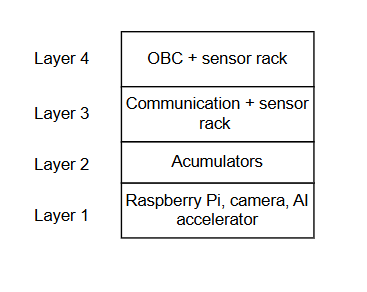 Layer 4
OBC + sensor rack
Layer 3
Communication + sensor
rack
Layer 2
Acumulators
Layer 1
Raspberry Pi, camera, AI
accelerator